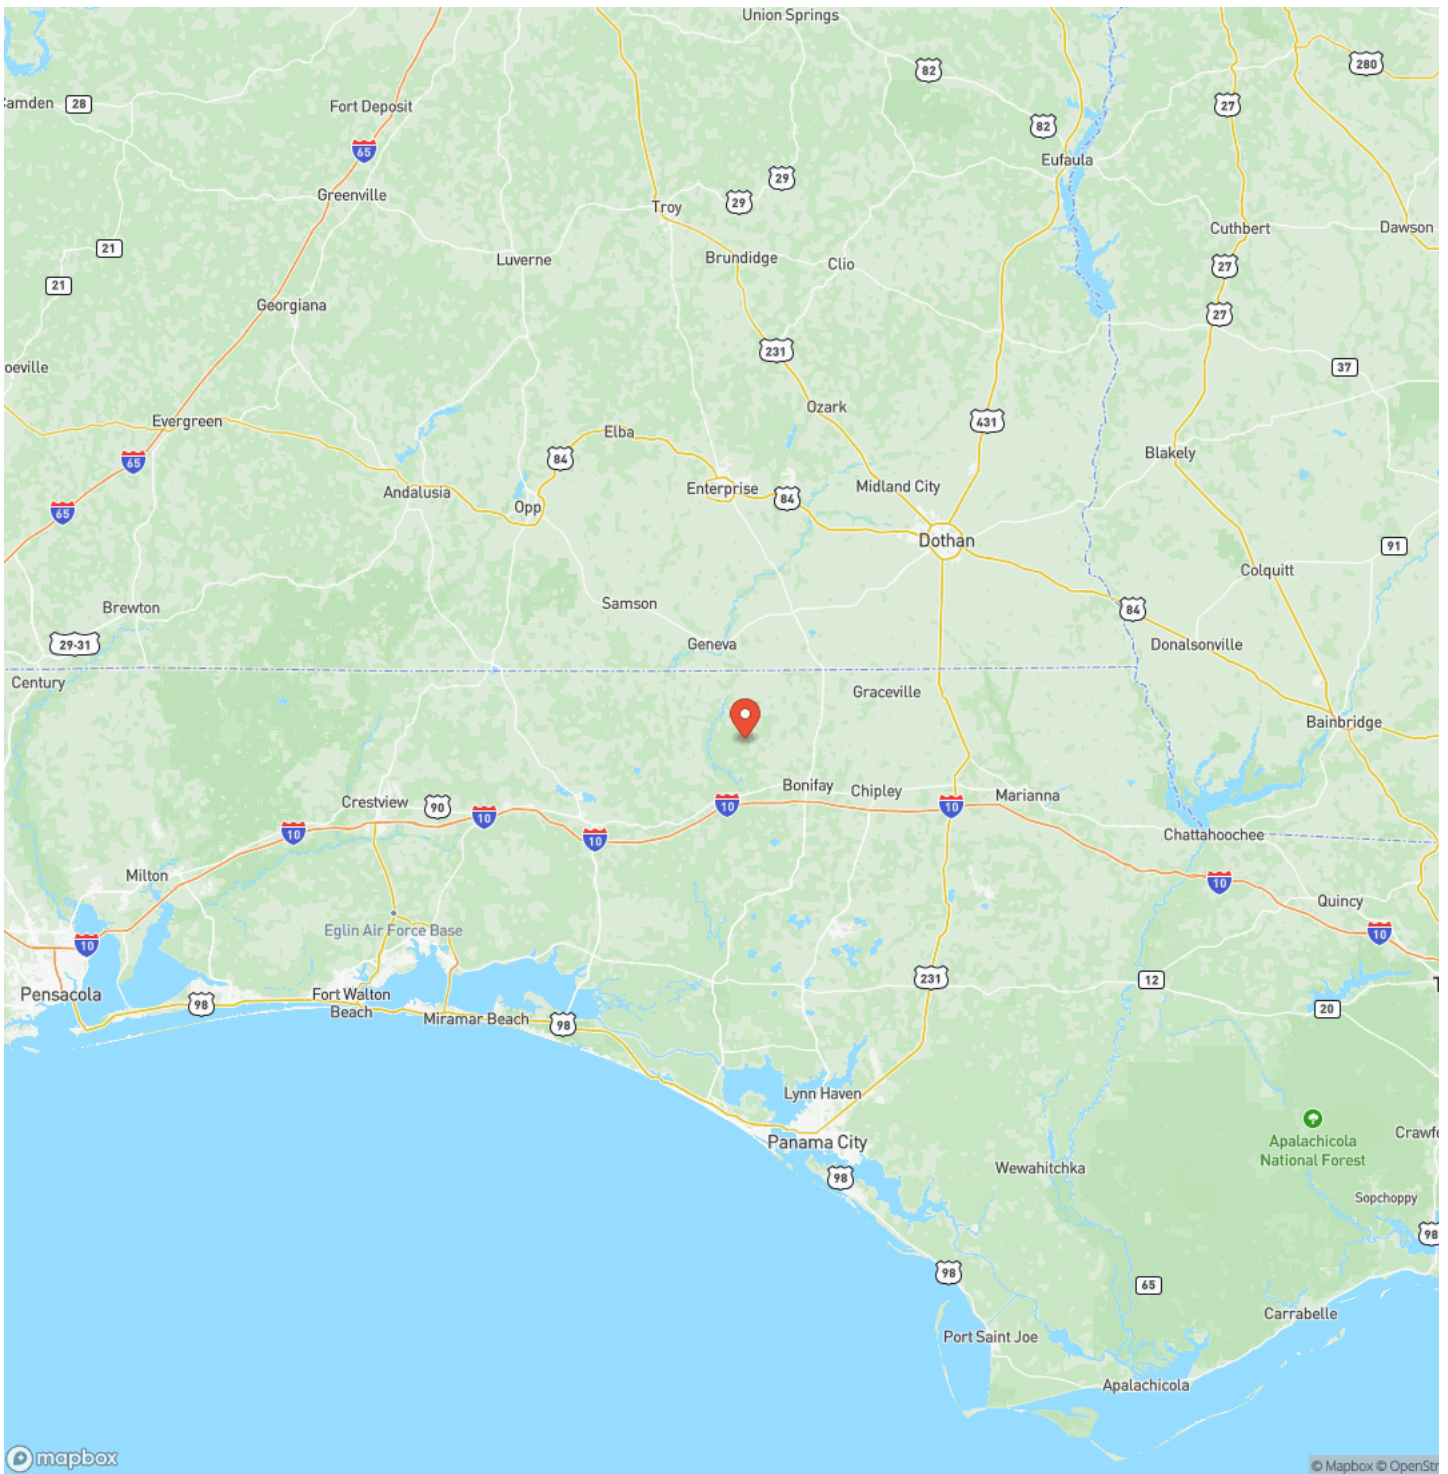 Union Springs
82
280
Camden
28
Fort Deposit
27
82
65
Eufaula
29
Greenville
29
Troy
Cuthbert
Dawson
21
Luverne
Brundidge
Clio
27
21
Georgiana
27
231
oeville
37
Ozark
Evergreen
431
Elba
65
84
Blakely
Andalusia
Enterprise
84
Midland City
65
Opp
Dothan
91
Colquitt
Brewton
Samson
84
29-31
Geneva
Donalsonville
Century
Graceville
Bainbridge
Bonifay
Chipley
Marianna
Crestview
90
10
10
10
10
10
Chattahoochee
Milton
10
Quincy
Eglin Air Force Base
10
10
Pensacola
98
Fort Walton
Beach
231
12
T
20
Miramar Beach
98
Lynn Haven
Panama City
Apalachicola
National Forest
Crawfo
98
Wewahitchka
Sopchoppy
98
98
65
Carrabelle
Port Saint Joe
Apalachicola
mapbox
© Mapbox © OpenStr